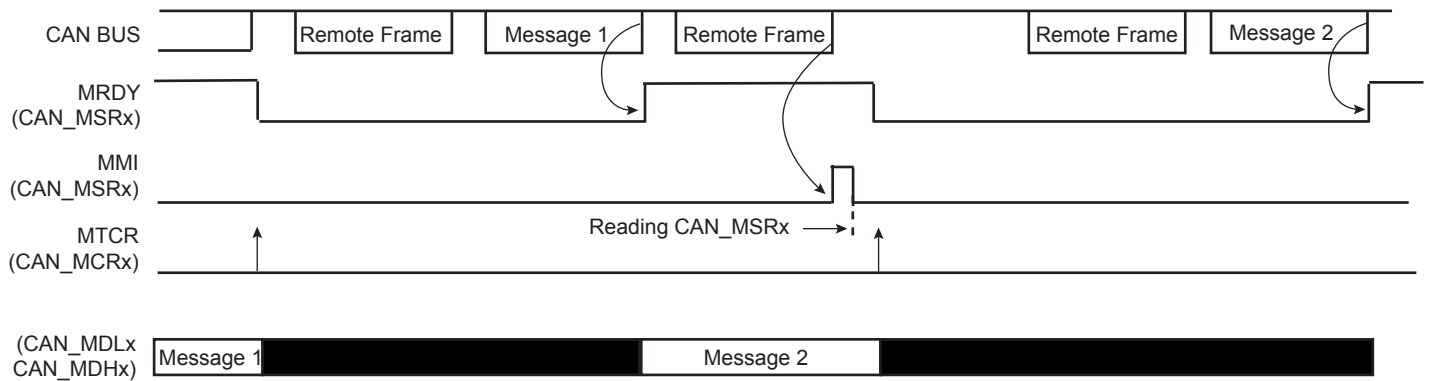 CAN BUS
Remote Frame
Message 1
Remote Frame
Remote Frame
Message 2
MRDY
(CAN_MSRx)
MMI
(CAN_MSRx)
Reading CAN_MSRx
MTCR
(CAN_MCRx)
(CAN_MDLx
CAN_MDHx)
Message 1
Message 2